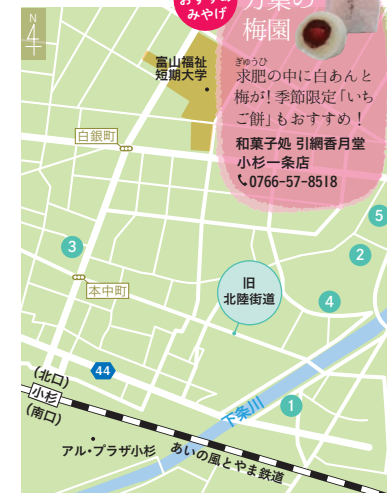 おすすめ
みやげ
万葉の
梅園
ぎゅうひ
求肥の中に白あんと
梅が!季節限定「いち
ご餅」もおすすめ!
和菓子処 引網香月堂
小杉一条店
0766-57-8518
N
4
富山福祉
短期大学
白銀町
5
3
2
旧
北陸街道
本中町
4
44
(北口)
小杉
(南口)
下条川
1
アル・プラザ小杉
あいの風とやま鉄道